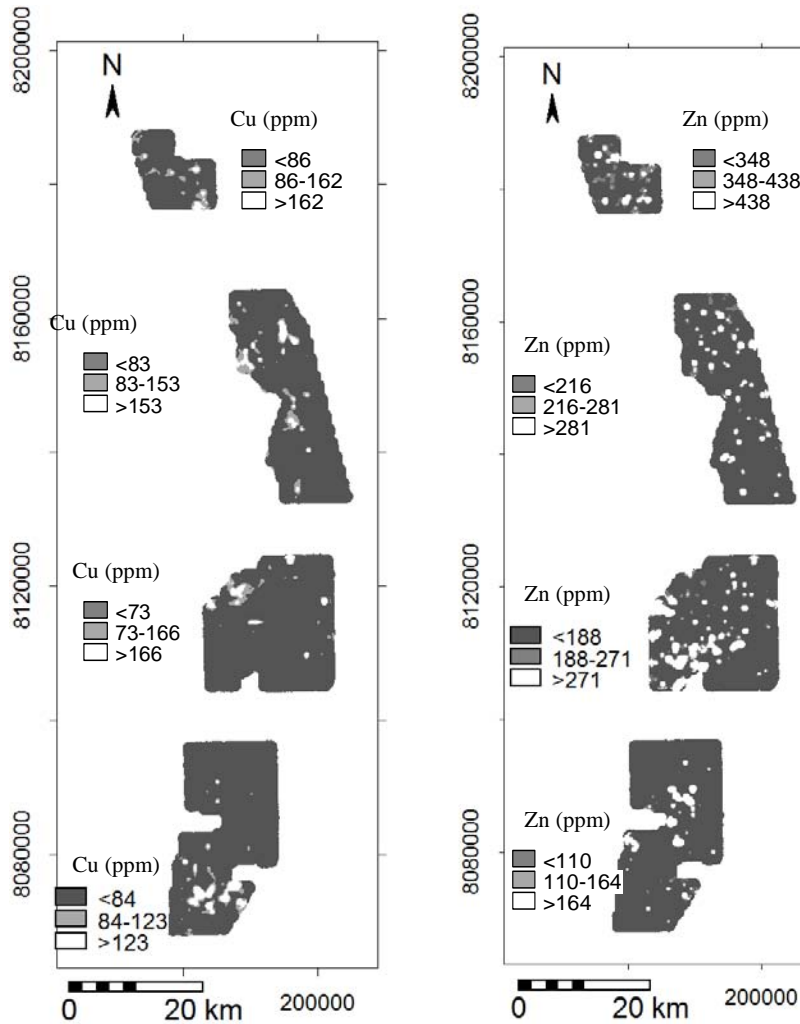 8200000
N
Cu (ppm)
<86
86-162
>162
8160000
Cu (ppm)
<83
83-153
>153
8120000
Cu (ppm)
<73
73-166
>166
8080000
Cu (ppm)
<84
84-123
>123
0 20 km
200000
8200000
N
Zn (ppm)
<348
348-438
>438
8160000
Zn (ppm)
<216
216-281
>281
8120000
Zn (ppm)
<188
188-271
>271
8080000
Zn (ppm)
<110
110-164
>164
0 20 km
200000